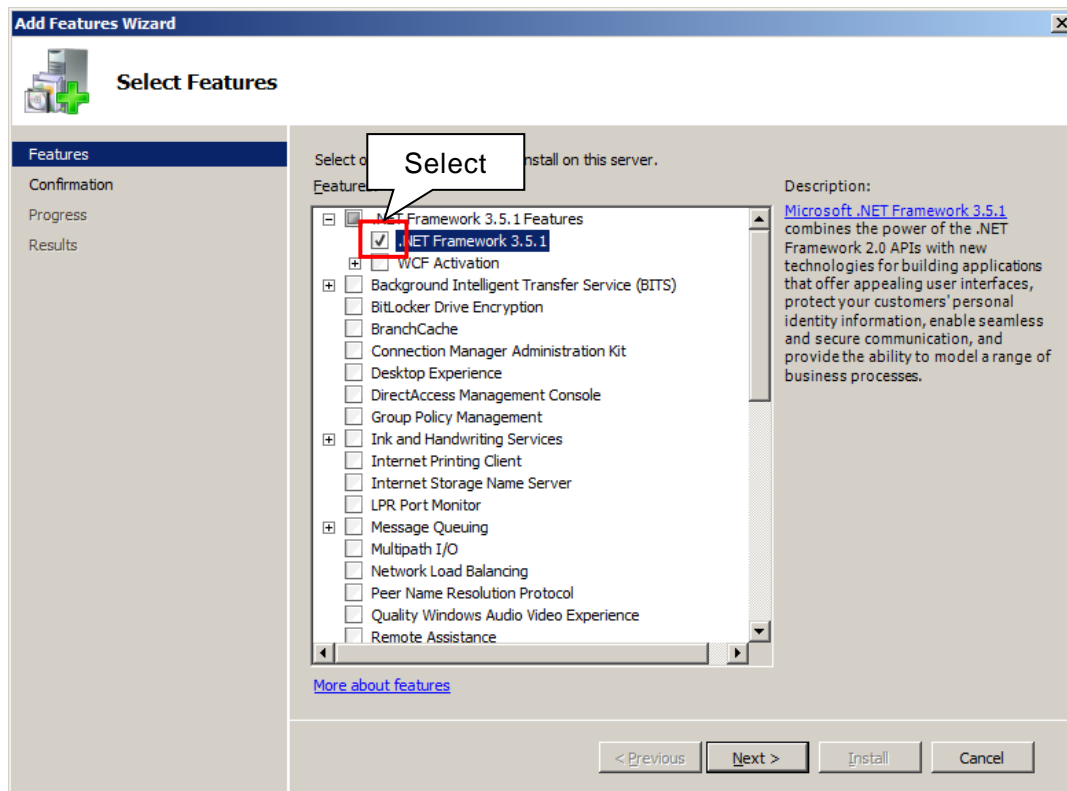 Add Features Wizard
Select Features
Features
Confirmation
Progress
Results
Select
Select o nstall on this server.
Feature
.NET Framework 3.5.1 Features
.NET Framework 3.5.1
WCF Activation
Background Intelligent Transfer Service (BITS)
BitLocker Drive Encryption
BranchCache
Connection Manager Administration Kit
Desktop Experience
DirectAccess Management Console
Group Policy Management
Ink and Handwriting Services
Internet Printing Client
Internet Storage Name Server
LPR Port Monitor
Message Queuing
Multipath I/O
Network Load Balancing
Peer Name Resolution Protocol
Quality Windows Audio Video Experience
Remote Assistance
More about features
Description:
Microsoft .NET Framework 3.5.1
combines the power of the .NET
Framework 2.0 APIs with new
technologies for building applications
that offer appealing user interfaces,
protect your customers' personal
identity information, enable seamless
and secure communication, and
provide the ability to model a range of
business processes.
< Previous
Next >
Install
Cancel